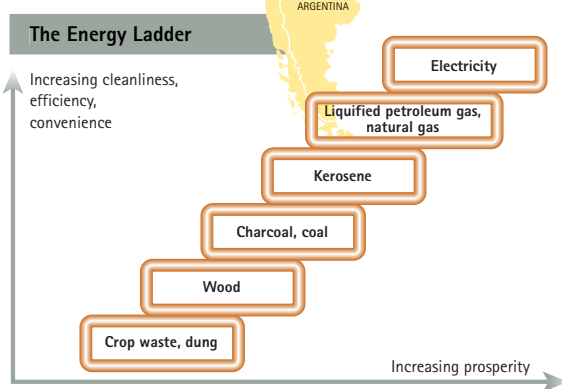 ARGENTINA
The Energy Ladder
Increasing cleanliness,
efficiency,
convenience
Electricity
Liquified petroleum gas,
natural gas
Kerosene
Charcoal, coal
Wood
Crop waste, dung
Increasing prosperity